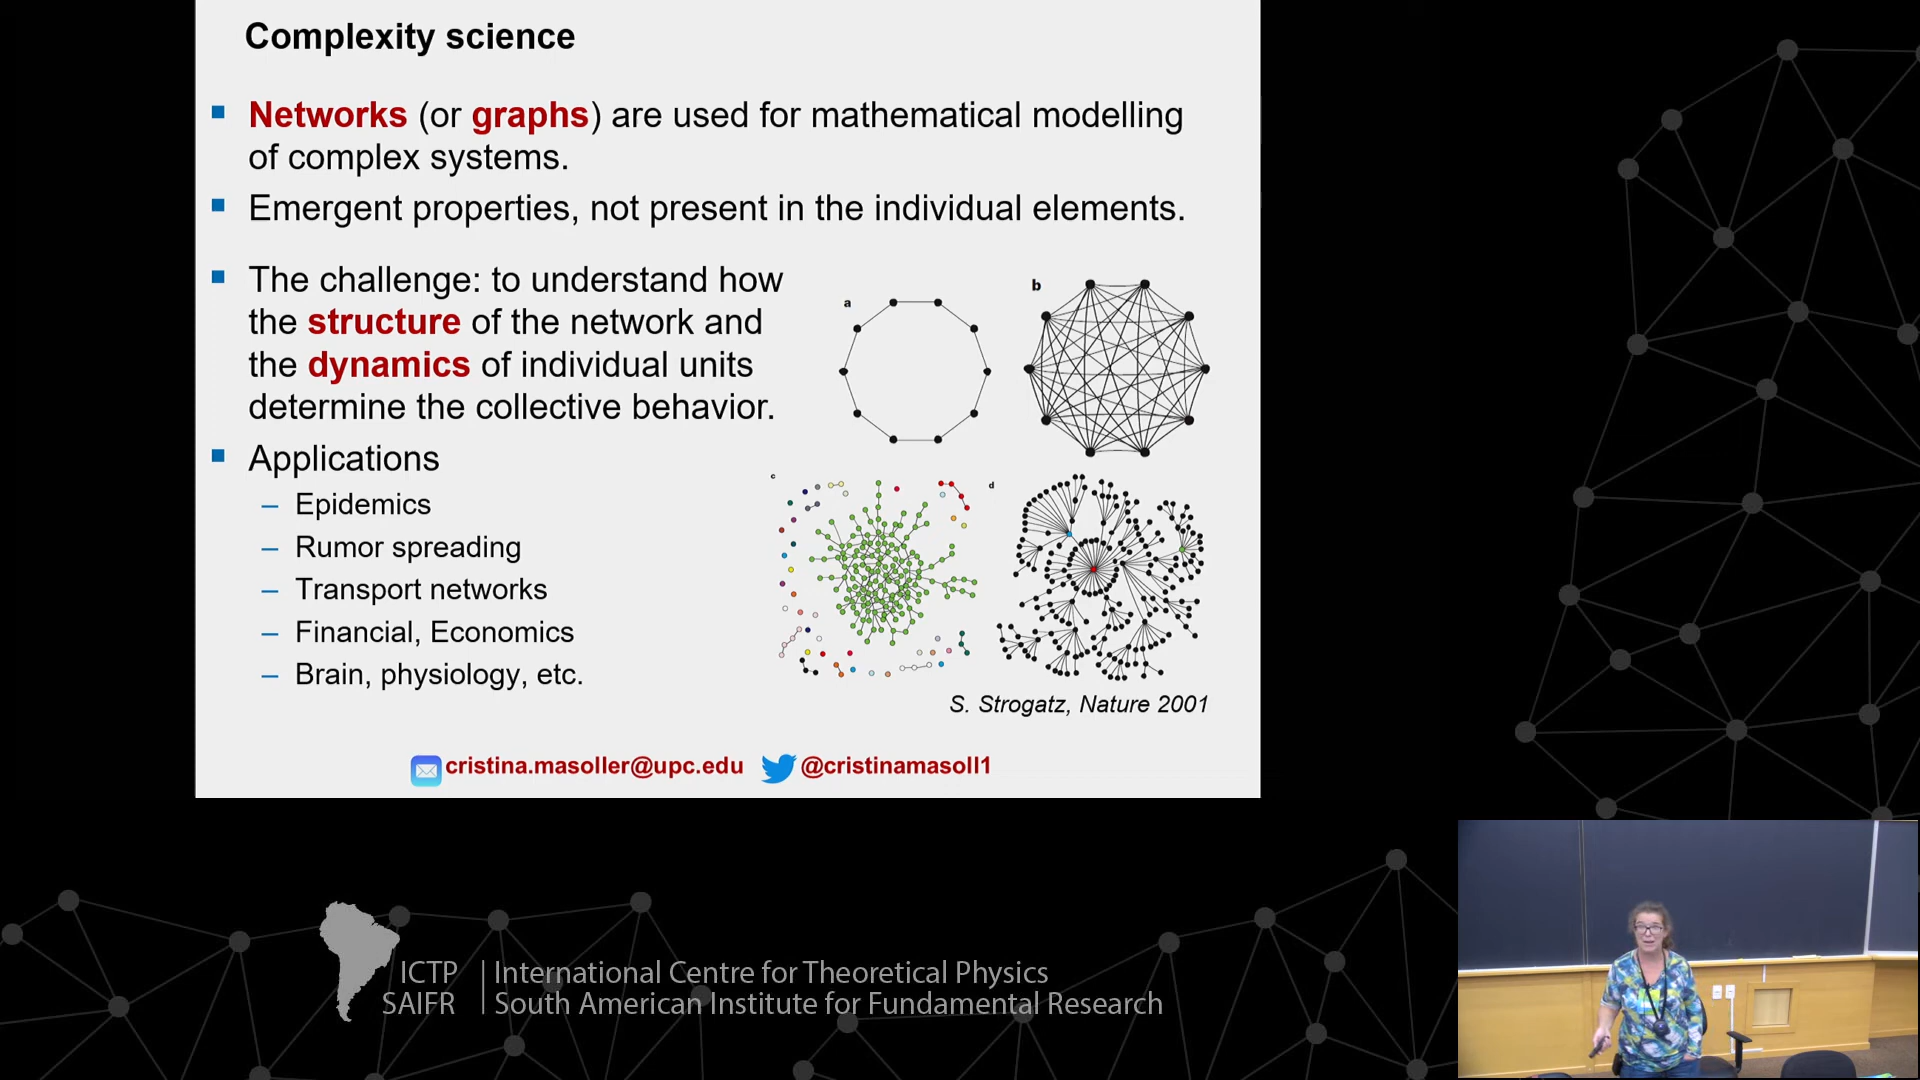 Complexity science
Networks (or graphs) are used for mathematical modelling
of complex systems.
Emergent properties, not present in the individual elements.
The challenge: to understand how
the structure of the network and
the dynamics of individual units
determine the collective behavior.
Applications
– Epidemics
– Rumor spreading
– Transport networks
– Financial, Economics
– Brain, physiology, etc.
a
b
c
d
S. Strogatz, Nature 2001
cristina.masoller@upc.edu @cristinamasoll1
ICTP International Centre for Theoretical Physics
SAIFR South American Institute for Fundamental Research